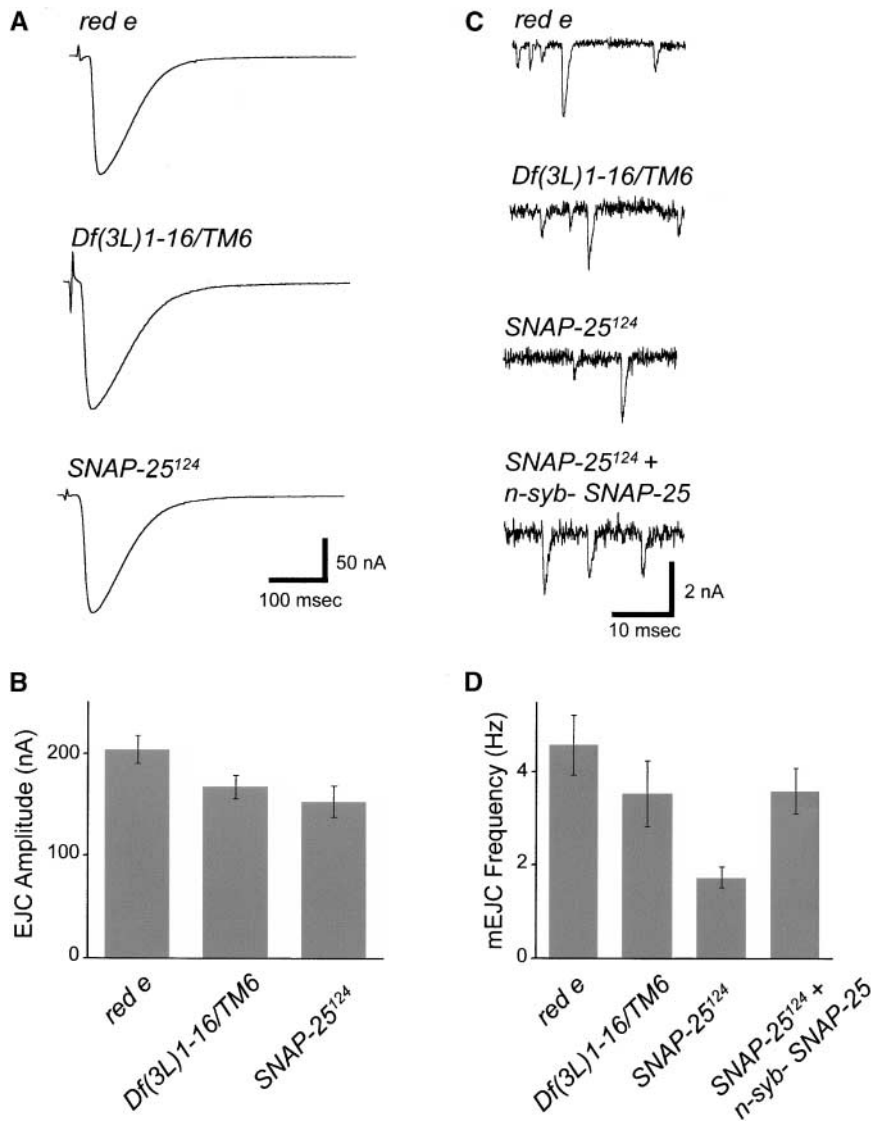 A
red e
Df(3L)1-16/TM6
SNAP-25¹²⁴
50 nA
100 msec
C
red e
Df(3L)1-16/TM6
SNAP-25¹²⁴
SNAP-25¹²⁴ +
n-syb- SNAP-25
2 nA
10 msec
B
EJC Amplitude (nA)
200
100
0
red e
Df(3L)1-16/TM6
SNAP-25¹²⁴
D
mEJC Frequency (Hz)
4
2
0
red e
Df(3L)1-16/TM6
SNAP-25¹²⁴
SNAP-25¹²⁴ +
n-syb- SNAP-25